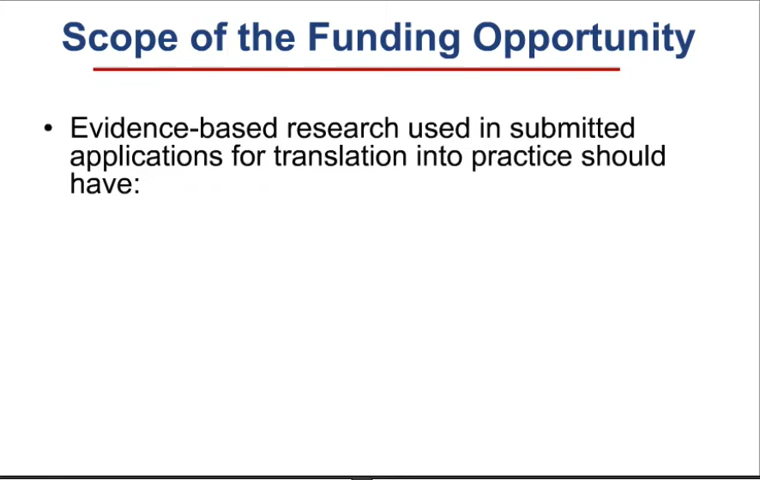 Scope of the Funding Opportunity
• Evidence-based research used in submitted
applications for translation into practice should
have: